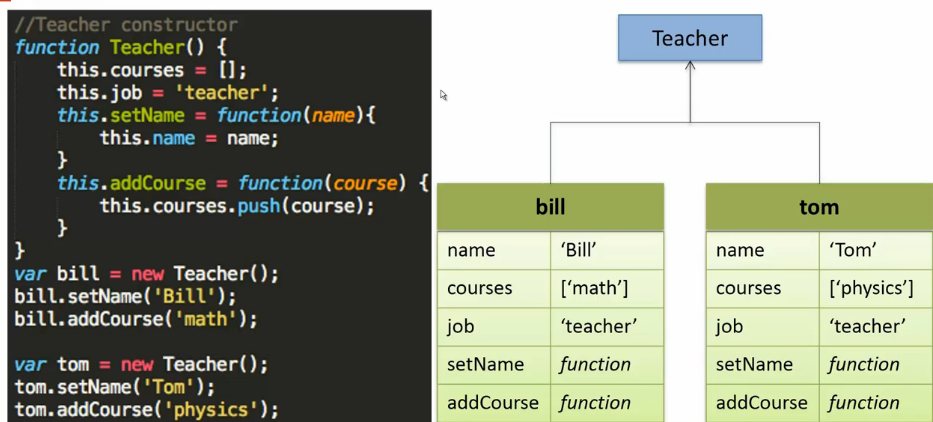 //Teacher constructor
function Teacher() {
    this.courses = [];
    this.job = 'teacher';
    this.setName = function(name){
        this.name = name;
    }
    this.addCourse = function(course) {
        this.courses.push(course);
    }
}
var bill = new Teacher();
bill.setName('Bill');
bill.addCourse('math');
var tom = new Teacher();
tom.setName('Tom');
tom.addCourse('physics');
Teacher
bill
name ‘Bill’
courses [‘math’]
job ‘teacher’
setName function
addCourse function
tom
name ‘Tom’
courses [‘physics’]
job ‘teacher’
setName function
addCourse function